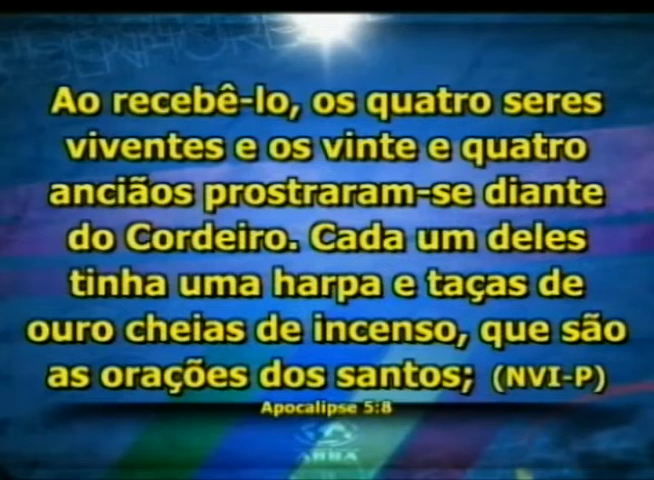 Ao recebê-lo, os quatro seres
viventes e os vinte e quatro
anciãos prostraram-se diante
do Cordeiro. Cada um deles
tinha uma harpa e taças de
ouro cheias de incenso, que são
as orações dos santos; (NVI-P)
Apocalipse 5:8
ABBA